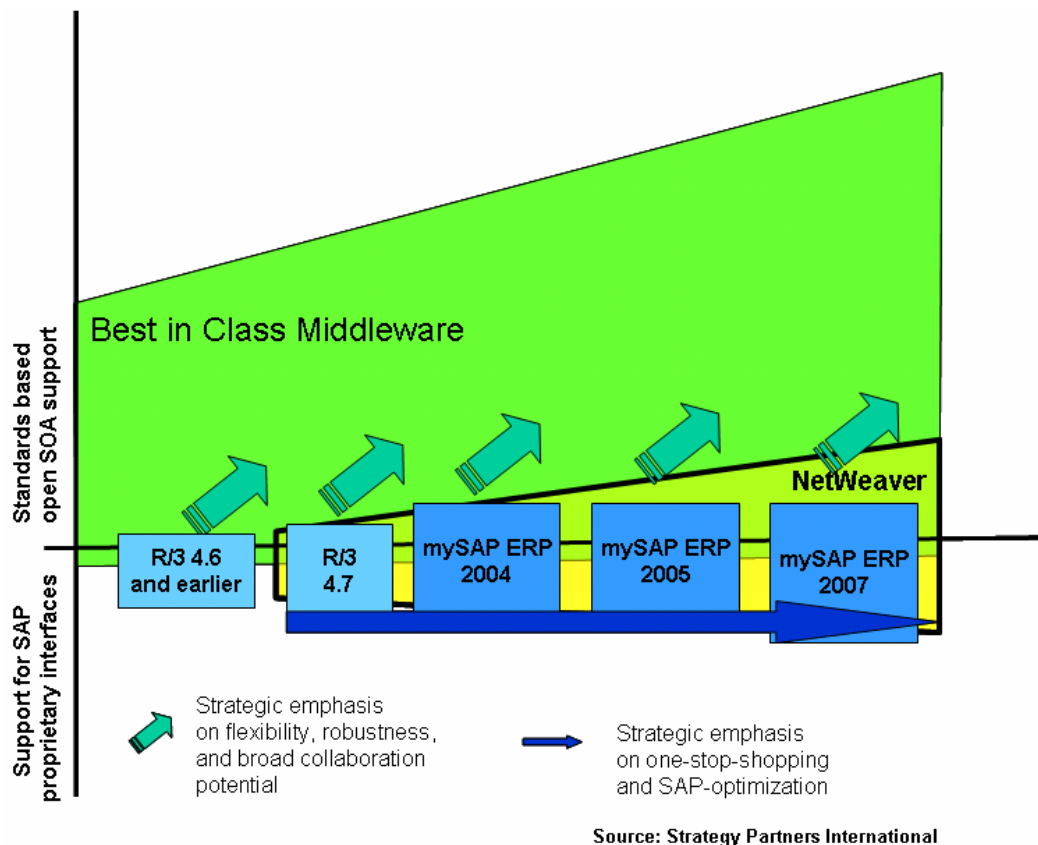 Standards based
open SOA support
Best in Class Middleware
NetWeaver
R/3 4.6
and earlier
R/3
4.7
mySAP ERP
2004
mySAP ERP
2005
mySAP ERP
2007
Support for SAP
proprietary interfaces
Strategic emphasis
on flexibility, robustness,
and broad collaboration
potential
Strategic emphasis
on one-stop-shopping
and SAP-optimization
Source: Strategy Partners International